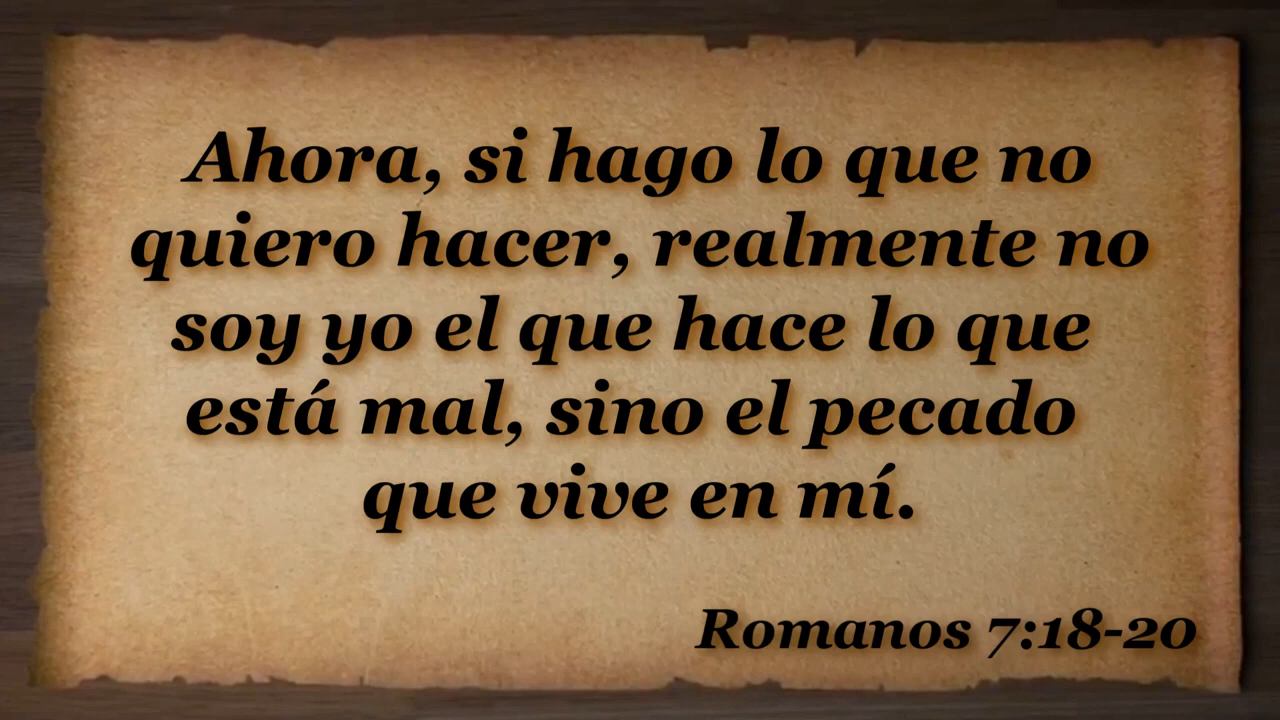 Ahora, si hago lo que no
quiero hacer, realmente no
soy yo el que hace lo que
está mal, sino el pecado
que vive en mí.
Romanos 7:18-20